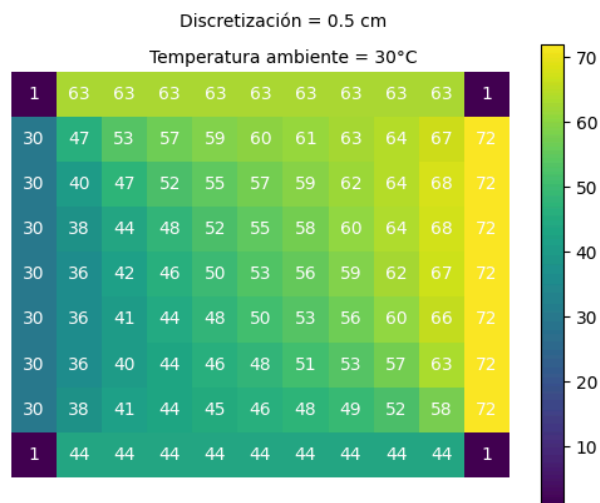 Discretización = 0.5 cm
Temperatura ambiente = 30°C
1 63 63 63 63 63 63 63 63 63 1
30 47 53 57 59 60 61 63 64 67 72
30 40 47 52 55 57 59 62 64 68 72
30 38 44 48 52 55 58 60 64 68 72
30 36 42 46 50 53 56 59 62 67 72
30 36 41 44 48 50 53 56 60 66 72
30 36 40 44 46 48 51 53 57 63 72
30 38 41 44 45 46 48 49 52 58 72
1 44 44 44 44 44 44 44 44 44 1
70
60
50
40
30
20
10